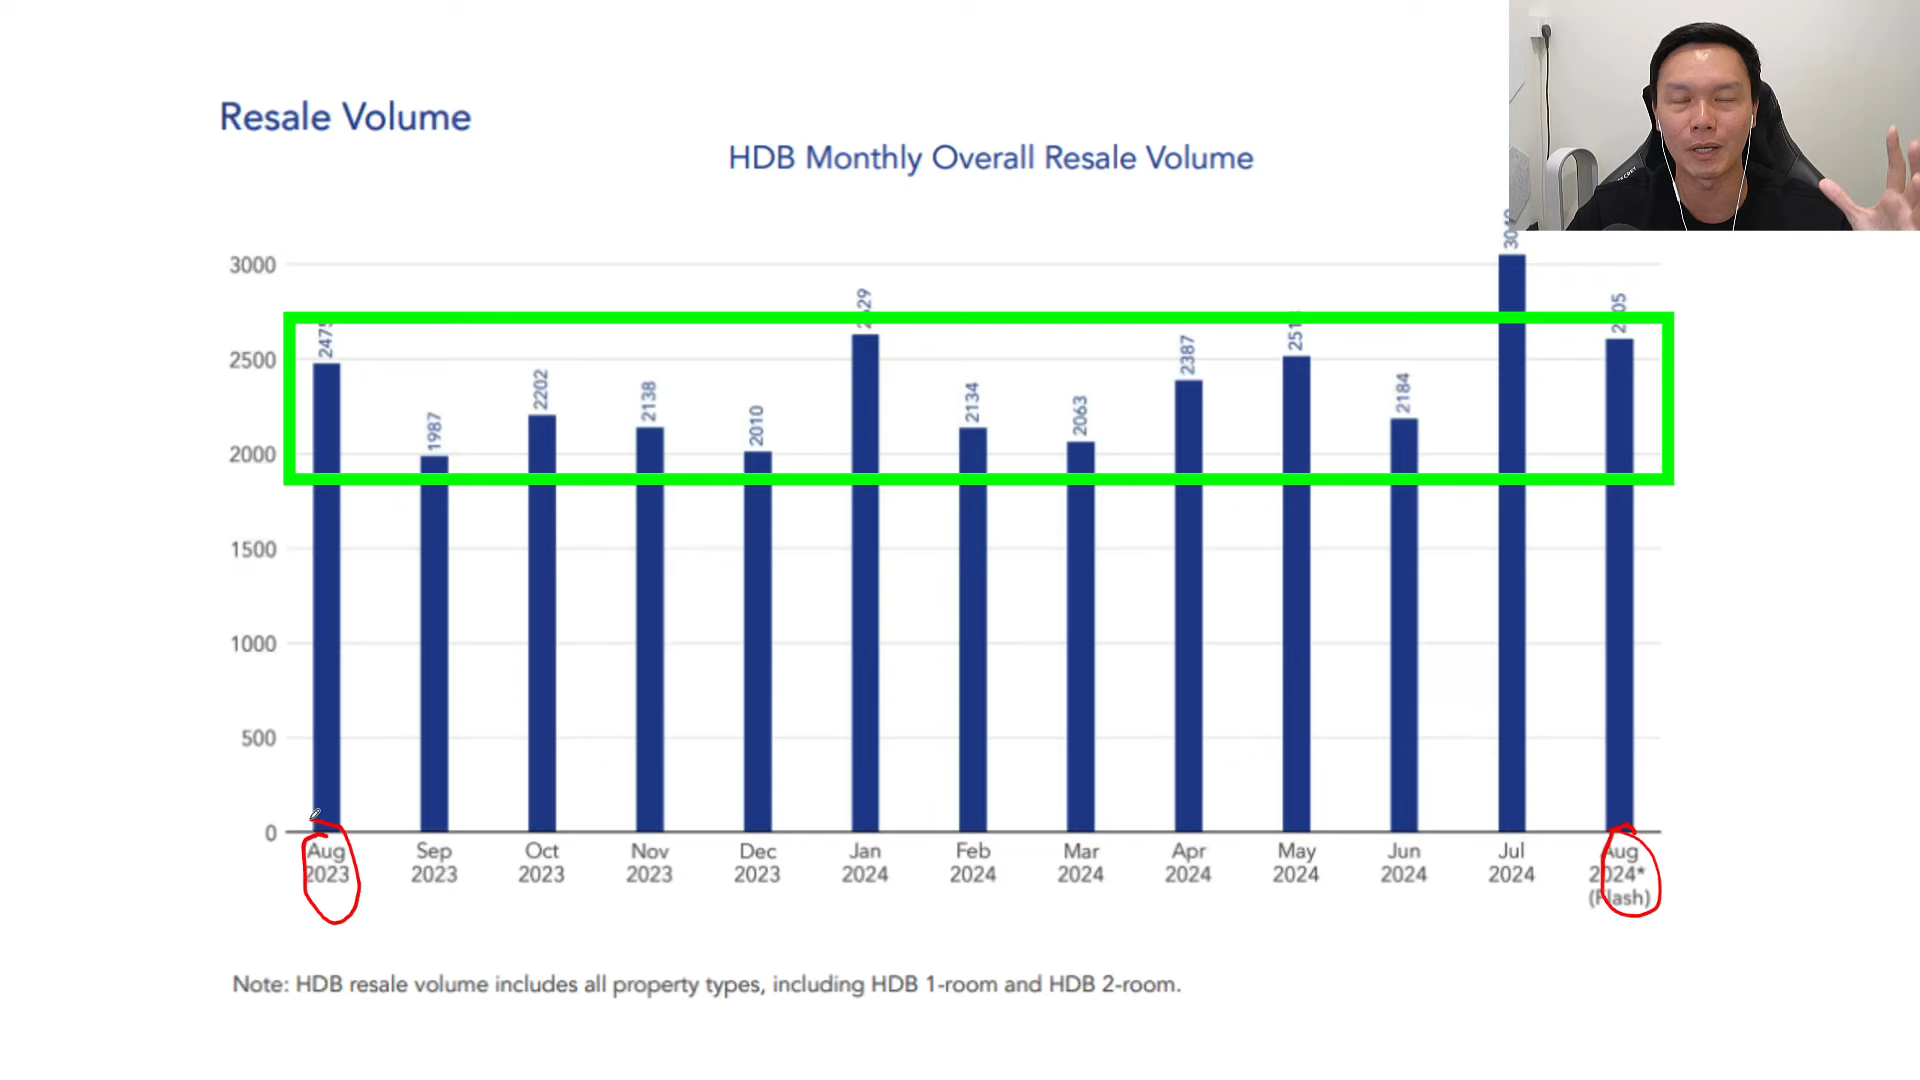 Resale Volume
HDB Monthly Overall Resale Volume
3000
2500
2000
1500
1000
500
0
1987
2202
2138
2010
2134
2063
2387
2184
Aug
2023
Sep
2023
Oct
2023
Nov
2023
Dec
2023
Jan
2024
Feb
2024
Mar
2024
Apr
2024
May
2024
Jun
2024
Jul
2024
Aug
2024*
(Flash)
Note: HDB resale volume includes all property types, including HDB 1-room and HDB 2-room.